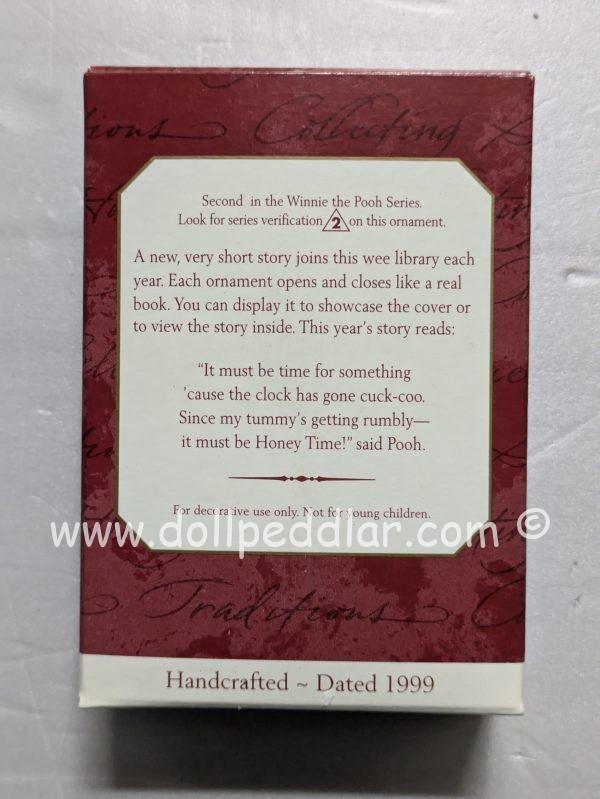 ions Collecting
Second in the Winnie the Pooh Series.
Look for series verification 2 on this ornament.
A new, very short story joins this wee library each
year. Each ornament opens and closes like a real
book. You can display it to showcase the cover or
to view the story inside. This year's story reads:
"It must be time for something
'cause the clock has gone cuck-coo.
Since my tummy's getting rumbly—
it must be Honey Time!" said Pooh.
For decorative use only. Not for young children.
www.dollpeddlar.com ©
Traditions
Handcrafted ~ Dated 1999